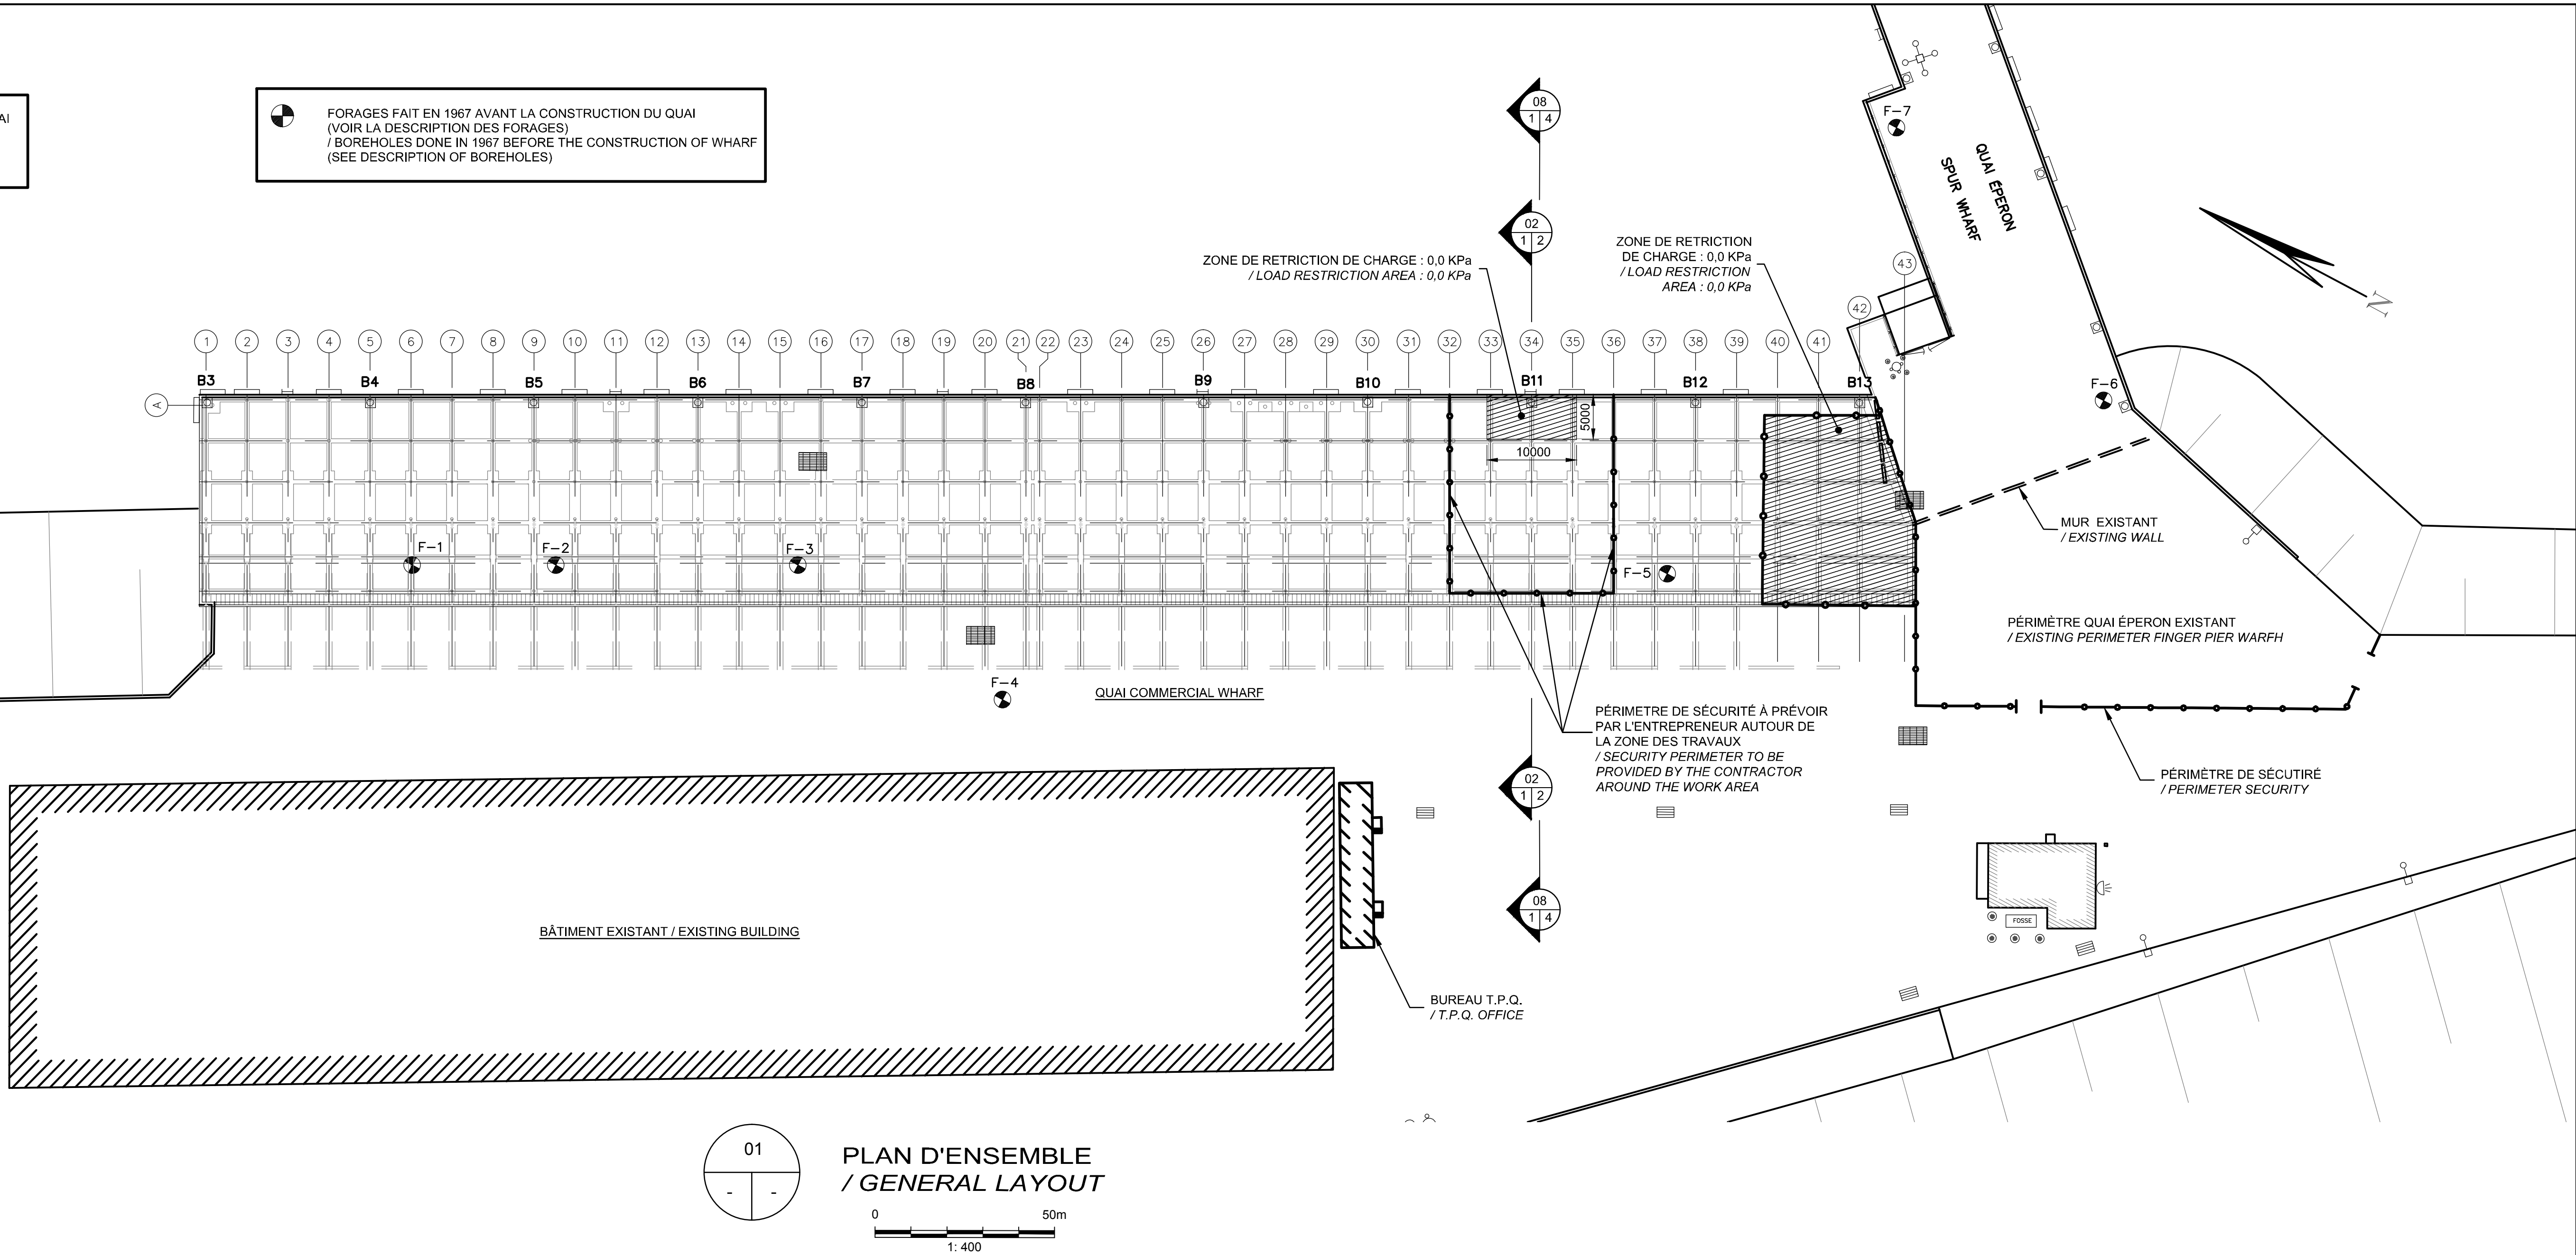 AI
FORAGES FAIT EN 1967 AVANT LA CONSTRUCTION DU QUAI
(VOIR LA DESCRIPTION DES FORAGES)
/ BOREHOLES DONE IN 1967 BEFORE THE CONSTRUCTION OF WHARF
(SEE DESCRIPTION OF BOREHOLES)
08
1 4
02
1 2
F-7
QUAI ÉPERON
SPUR WHARF
N
ZONE DE RETRICTION DE CHARGE : 0,0 KPa
/ LOAD RESTRICTION AREA : 0,0 KPa
ZONE DE RETRICTION
DE CHARGE : 0,0 KPa
/ LOAD RESTRICTION
AREA : 0,0 KPa
43
42
1 2 3 4 5 6 7 8 9 10 11 12 13 14 15 16 17 18 19 20 21 22 23 24 25 26 27 28 29 30 31 32 33 34 35 36 37 38 39 40 41
B3 B4 B5 B6 B7 B8 B9 B10 B11 B12 B13
A
F-6
5000
10000
F-1 F-2 F-3
F-5
MUR EXISTANT
/ EXISTING WALL
PÉRIMÈTRE QUAI ÉPERON EXISTANT
/ EXISTING PERIMETER FINGER PIER WARFH
F-4
QUAI COMMERCIAL WHARF
PÉRIMETRE DE SÉCURITÉ À PRÉVOIR
PAR L'ENTREPRENEUR AUTOUR DE
LA ZONE DES TRAVAUX
/ SECURITY PERIMETER TO BE
PROVIDED BY THE CONTRACTOR
AROUND THE WORK AREA
02
1 2
PÉRIMÈTRE DE SÉCUTIRÉ
/ PERIMETER SECURITY
08
1 4
FOSSE
BÂTIMENT EXISTANT / EXISTING BUILDING
BUREAU T.P.Q.
/ T.P.Q. OFFICE
01
- -
PLAN D'ENSEMBLE
/ GENERAL LAYOUT
0 50m
1: 400